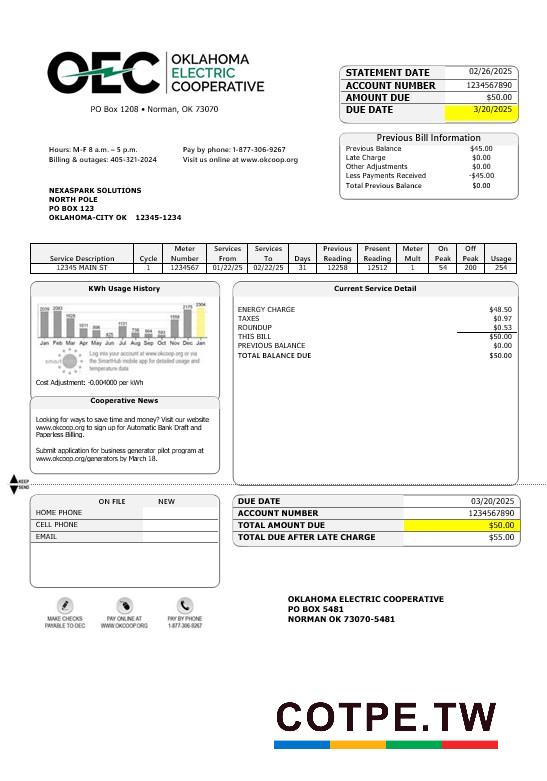 OEC OKLAHOMA
ELECTRIC
COOPERATIVE
PO Box 1208 • Norman, OK 73070
STATEMENT DATE 02/26/2025
ACCOUNT NUMBER 1234567890
AMOUNT DUE $50.00
DUE DATE 3/20/2025
Hours: M-F 8 a.m. – 5 p.m. Pay by phone: 1-877-306-9267
Billing & outages: 405-321-2024 Visit us online at www.okcoop.org
Previous Bill Information
Previous Balance $45.00
Late Charge $0.00
Other Adjustments $0.00
Less Payments Received -$45.00
Total Previous Balance $0.00
NEXASPARK SOLUTIONS
NORTH POLE
PO BOX 123
OKLAHOMA-CITY OK 12345-1234
Meter Services Services Previous Present Meter On Off
Service Description Cycle Number From To Days Reading Reading Mult Peak Peak Usage
12345 MAIN ST 1 1234567 01/22/25 02/22/25 31 12258 12512 1 54 200 254
KWh Usage History
Jan Feb Mar Apr May Jun Jul Aug Sep Oct Nov Dec Jan
Log into your account at www.okcoop.org or via
the SmartHub mobile app for detailed usage and
temperature data
Cost Adjustment: -0.004000 per kWh
Cooperative News
Looking for ways to save time and money? Visit our website
www.okcoop.org to sign up for Automatic Bank Draft and
Paperless Billing.
Submit application for business generator pilot program at
www.okcoop.org/generators by March 18.
Current Service Detail
ENERGY CHARGE $48.50
TAXES $0.97
ROUNDUP $0.53
THIS BILL $50.00
PREVIOUS BALANCE $0.00
TOTAL BALANCE DUE $50.00
KEEP
SEND
ON FILE NEW
HOME PHONE
CELL PHONE
EMAIL
DUE DATE 03/20/2025
ACCOUNT NUMBER 1234567890
TOTAL AMOUNT DUE $50.00
TOTAL DUE AFTER LATE CHARGE $55.00
MAKE CHECKS PAY ONLINE AT PAY BY PHONE
PAYABLE TO OEC WWW.OKCOOP.ORG 1-877-306-9267
OKLAHOMA ELECTRIC COOPERATIVE
PO BOX 5481
NORMAN OK 73070-5481
COTPE.TW